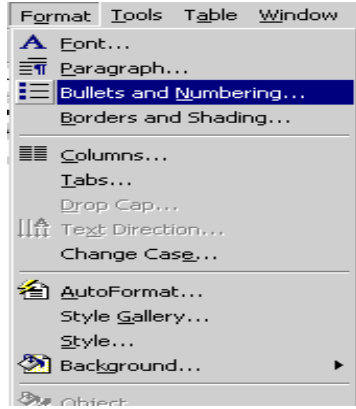 Format Tools Table Window
Font...
Paragraph...
Bullets and Numbering...
Borders and Shading...
Columns...
Tabs...
Drop Cap...
Text Direction...
Change Case...
AutoFormat...
Style Gallery...
Style...
Background...
Object...